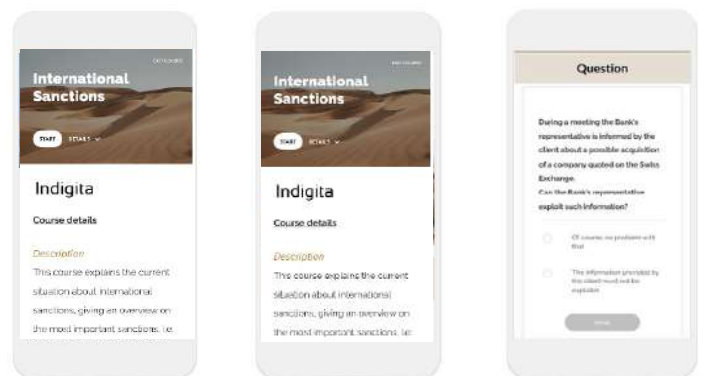 International
Sanctions
START DETAILS
Indigita
Course details
Description
This course explains the current
situation about international
sanctions, giving an overview on
the most important sanctions, i.e.
International
Sanctions
START DETAILS
Indigita
Course details
Description
This course explains the current
situation about international
sanctions, giving an overview on
the most important sanctions, i.e.
Question
During a meeting the Bank's
representative is informed by the
client about a possible acquisition
of a company quoted on the Swiss
Exchange.
Can the Bank's representative
exploit such information?
Of course, no problem with
that
The information provided by
the client must not be